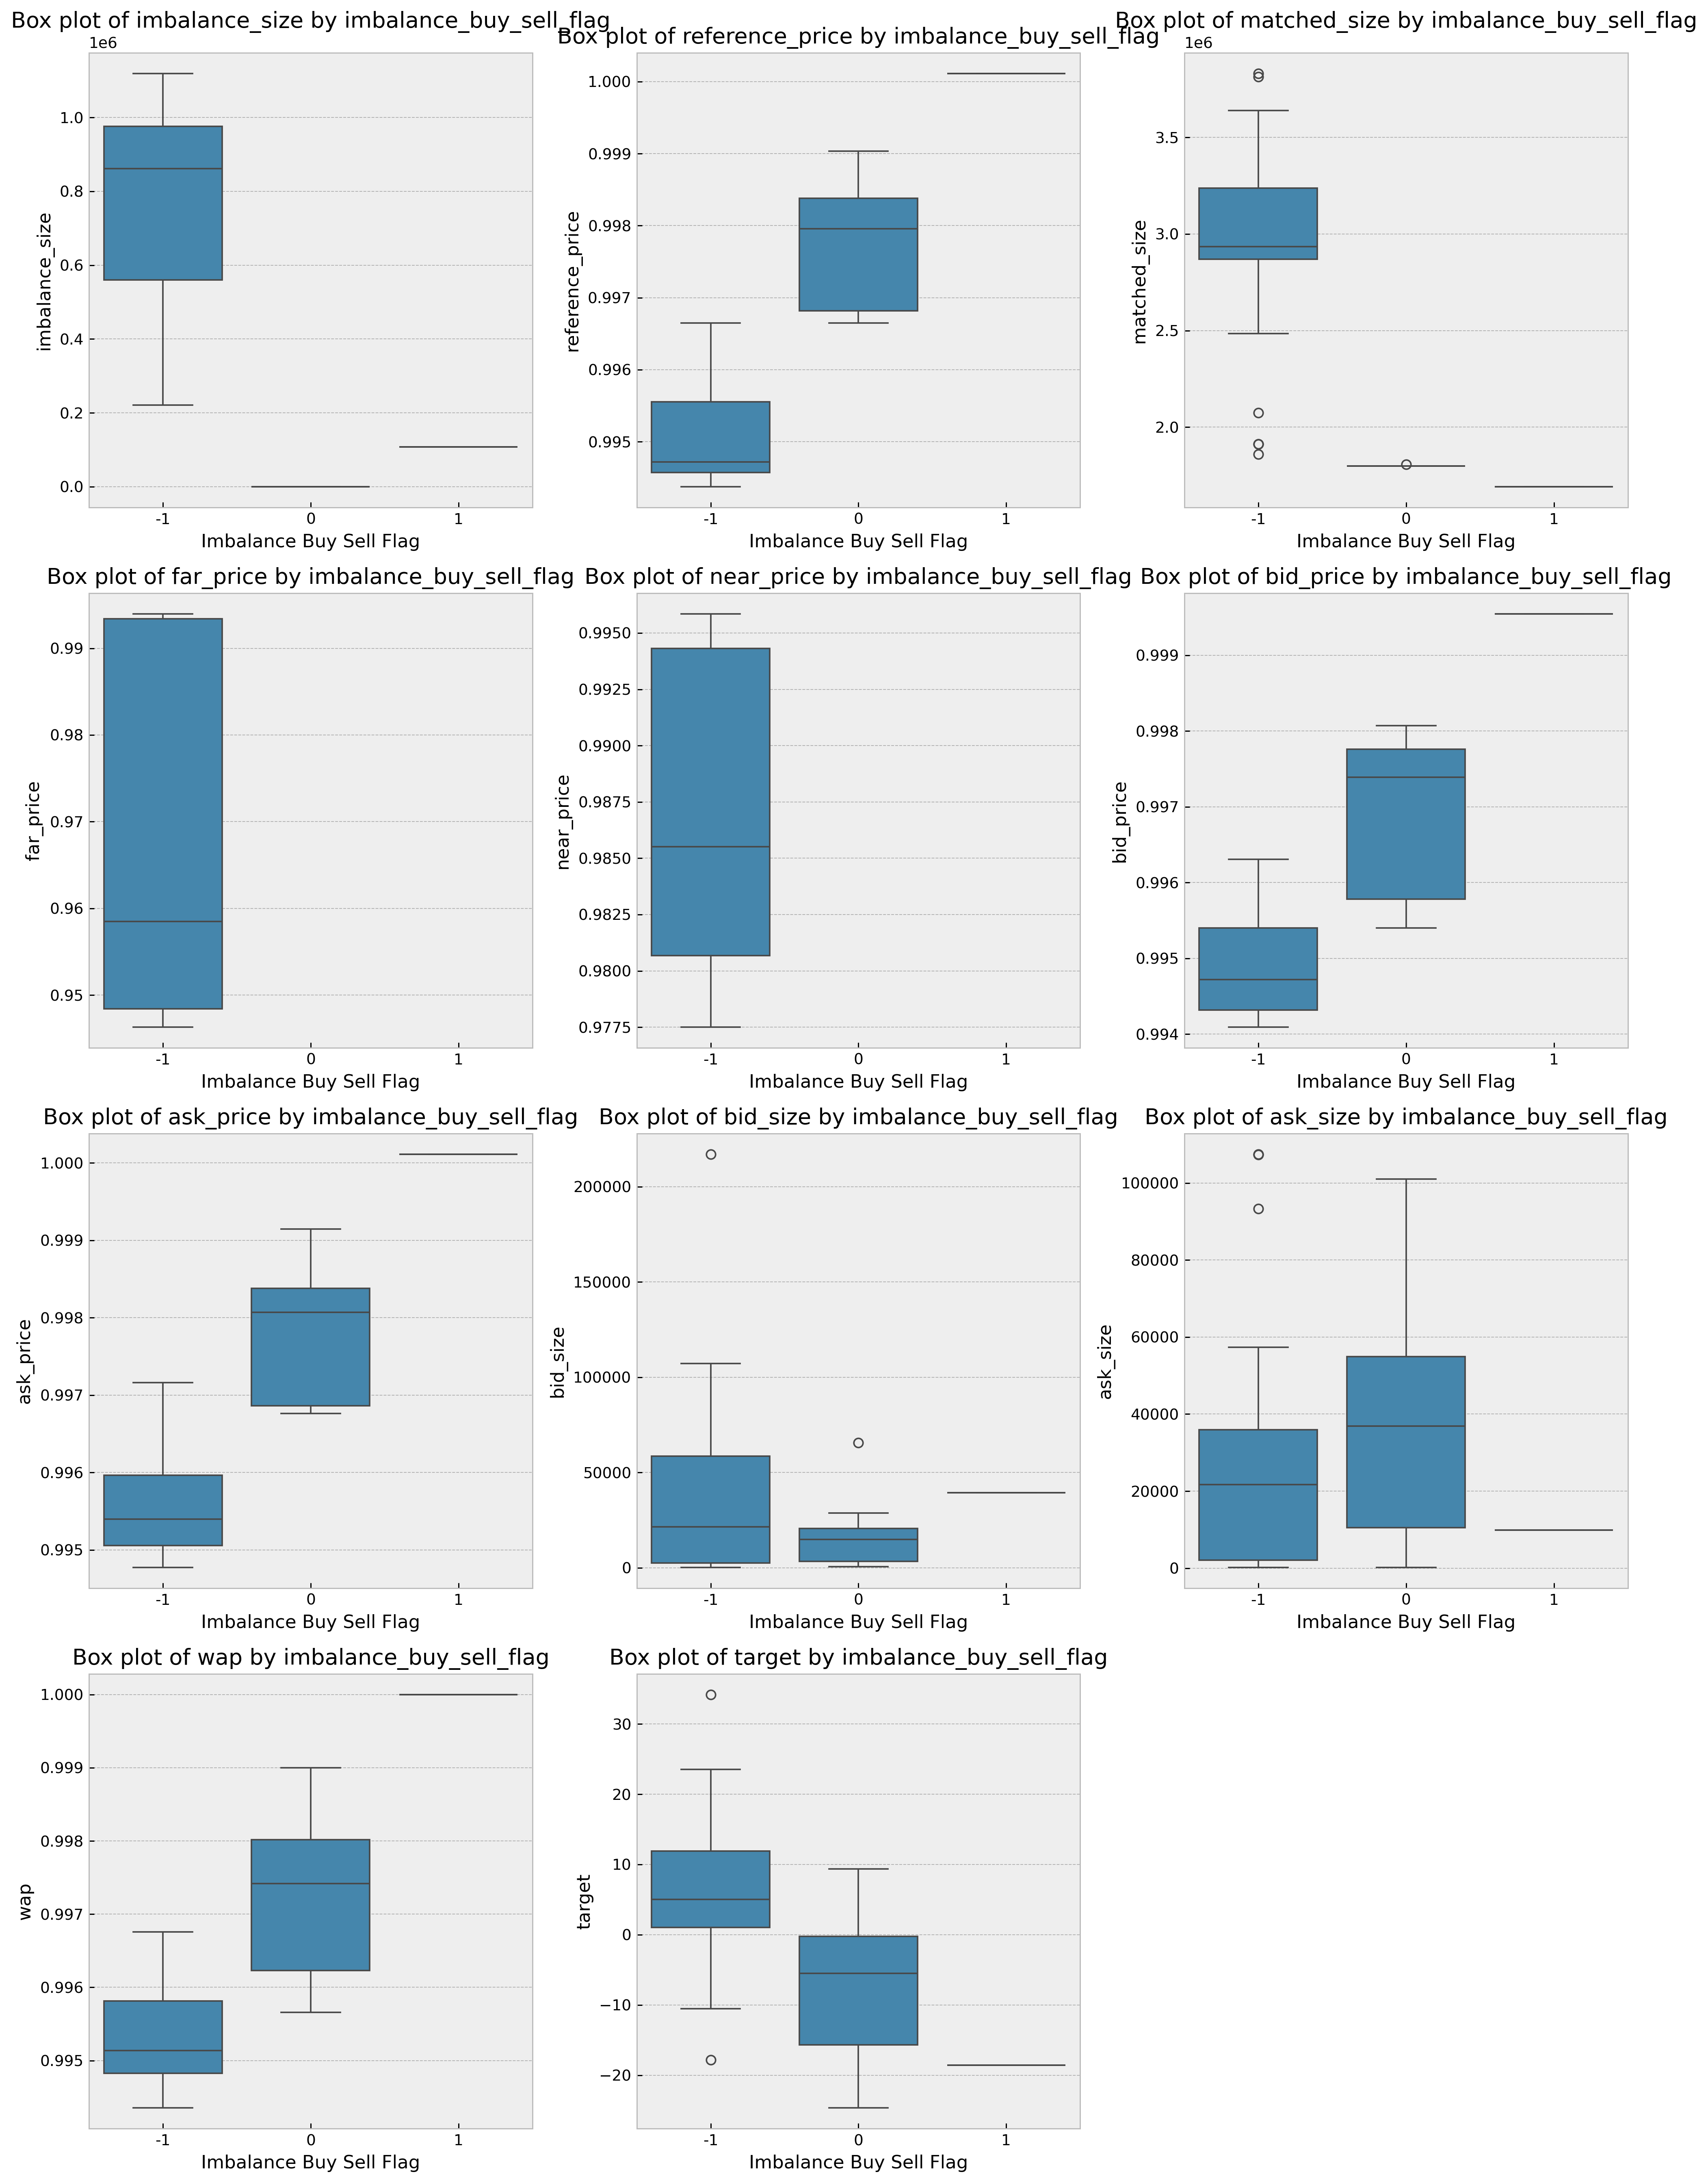 Box plot of imbalance_size by imbalance_buy_sell_flag
1e6
1.0
0.8
0.6
0.4
0.2
0.0
imbalance_size
-1 0 1
Imbalance Buy Sell Flag
Box plot of reference_price by imbalance_buy_sell_flag
1.000
0.999
0.998
0.997
0.996
0.995
reference_price
-1 0 1
Imbalance Buy Sell Flag
Box plot of matched_size by imbalance_buy_sell_flag
1e6
3.5
3.0
2.5
2.0
matched_size
-1 0 1
Imbalance Buy Sell Flag
Box plot of far_price by imbalance_buy_sell_flag
0.99
0.98
0.97
0.96
0.95
far_price
-1 0 1
Imbalance Buy Sell Flag
Box plot of near_price by imbalance_buy_sell_flag
0.9950
0.9925
0.9900
0.9875
0.9850
0.9825
0.9800
0.9775
near_price
-1 0 1
Imbalance Buy Sell Flag
Box plot of bid_price by imbalance_buy_sell_flag
0.999
0.998
0.997
0.996
0.995
0.994
bid_price
-1 0 1
Imbalance Buy Sell Flag
Box plot of ask_price by imbalance_buy_sell_flag
1.000
0.999
0.998
0.997
0.996
0.995
ask_price
-1 0 1
Imbalance Buy Sell Flag
Box plot of bid_size by imbalance_buy_sell_flag
200000
150000
100000
50000
0
bid_size
-1 0 1
Imbalance Buy Sell Flag
Box plot of ask_size by imbalance_buy_sell_flag
100000
80000
60000
40000
20000
0
ask_size
-1 0 1
Imbalance Buy Sell Flag
Box plot of wap by imbalance_buy_sell_flag
1.000
0.999
0.998
0.997
0.996
0.995
wap
-1 0 1
Imbalance Buy Sell Flag
Box plot of target by imbalance_buy_sell_flag
30
20
10
0
−10
−20
target
-1 0 1
Imbalance Buy Sell Flag